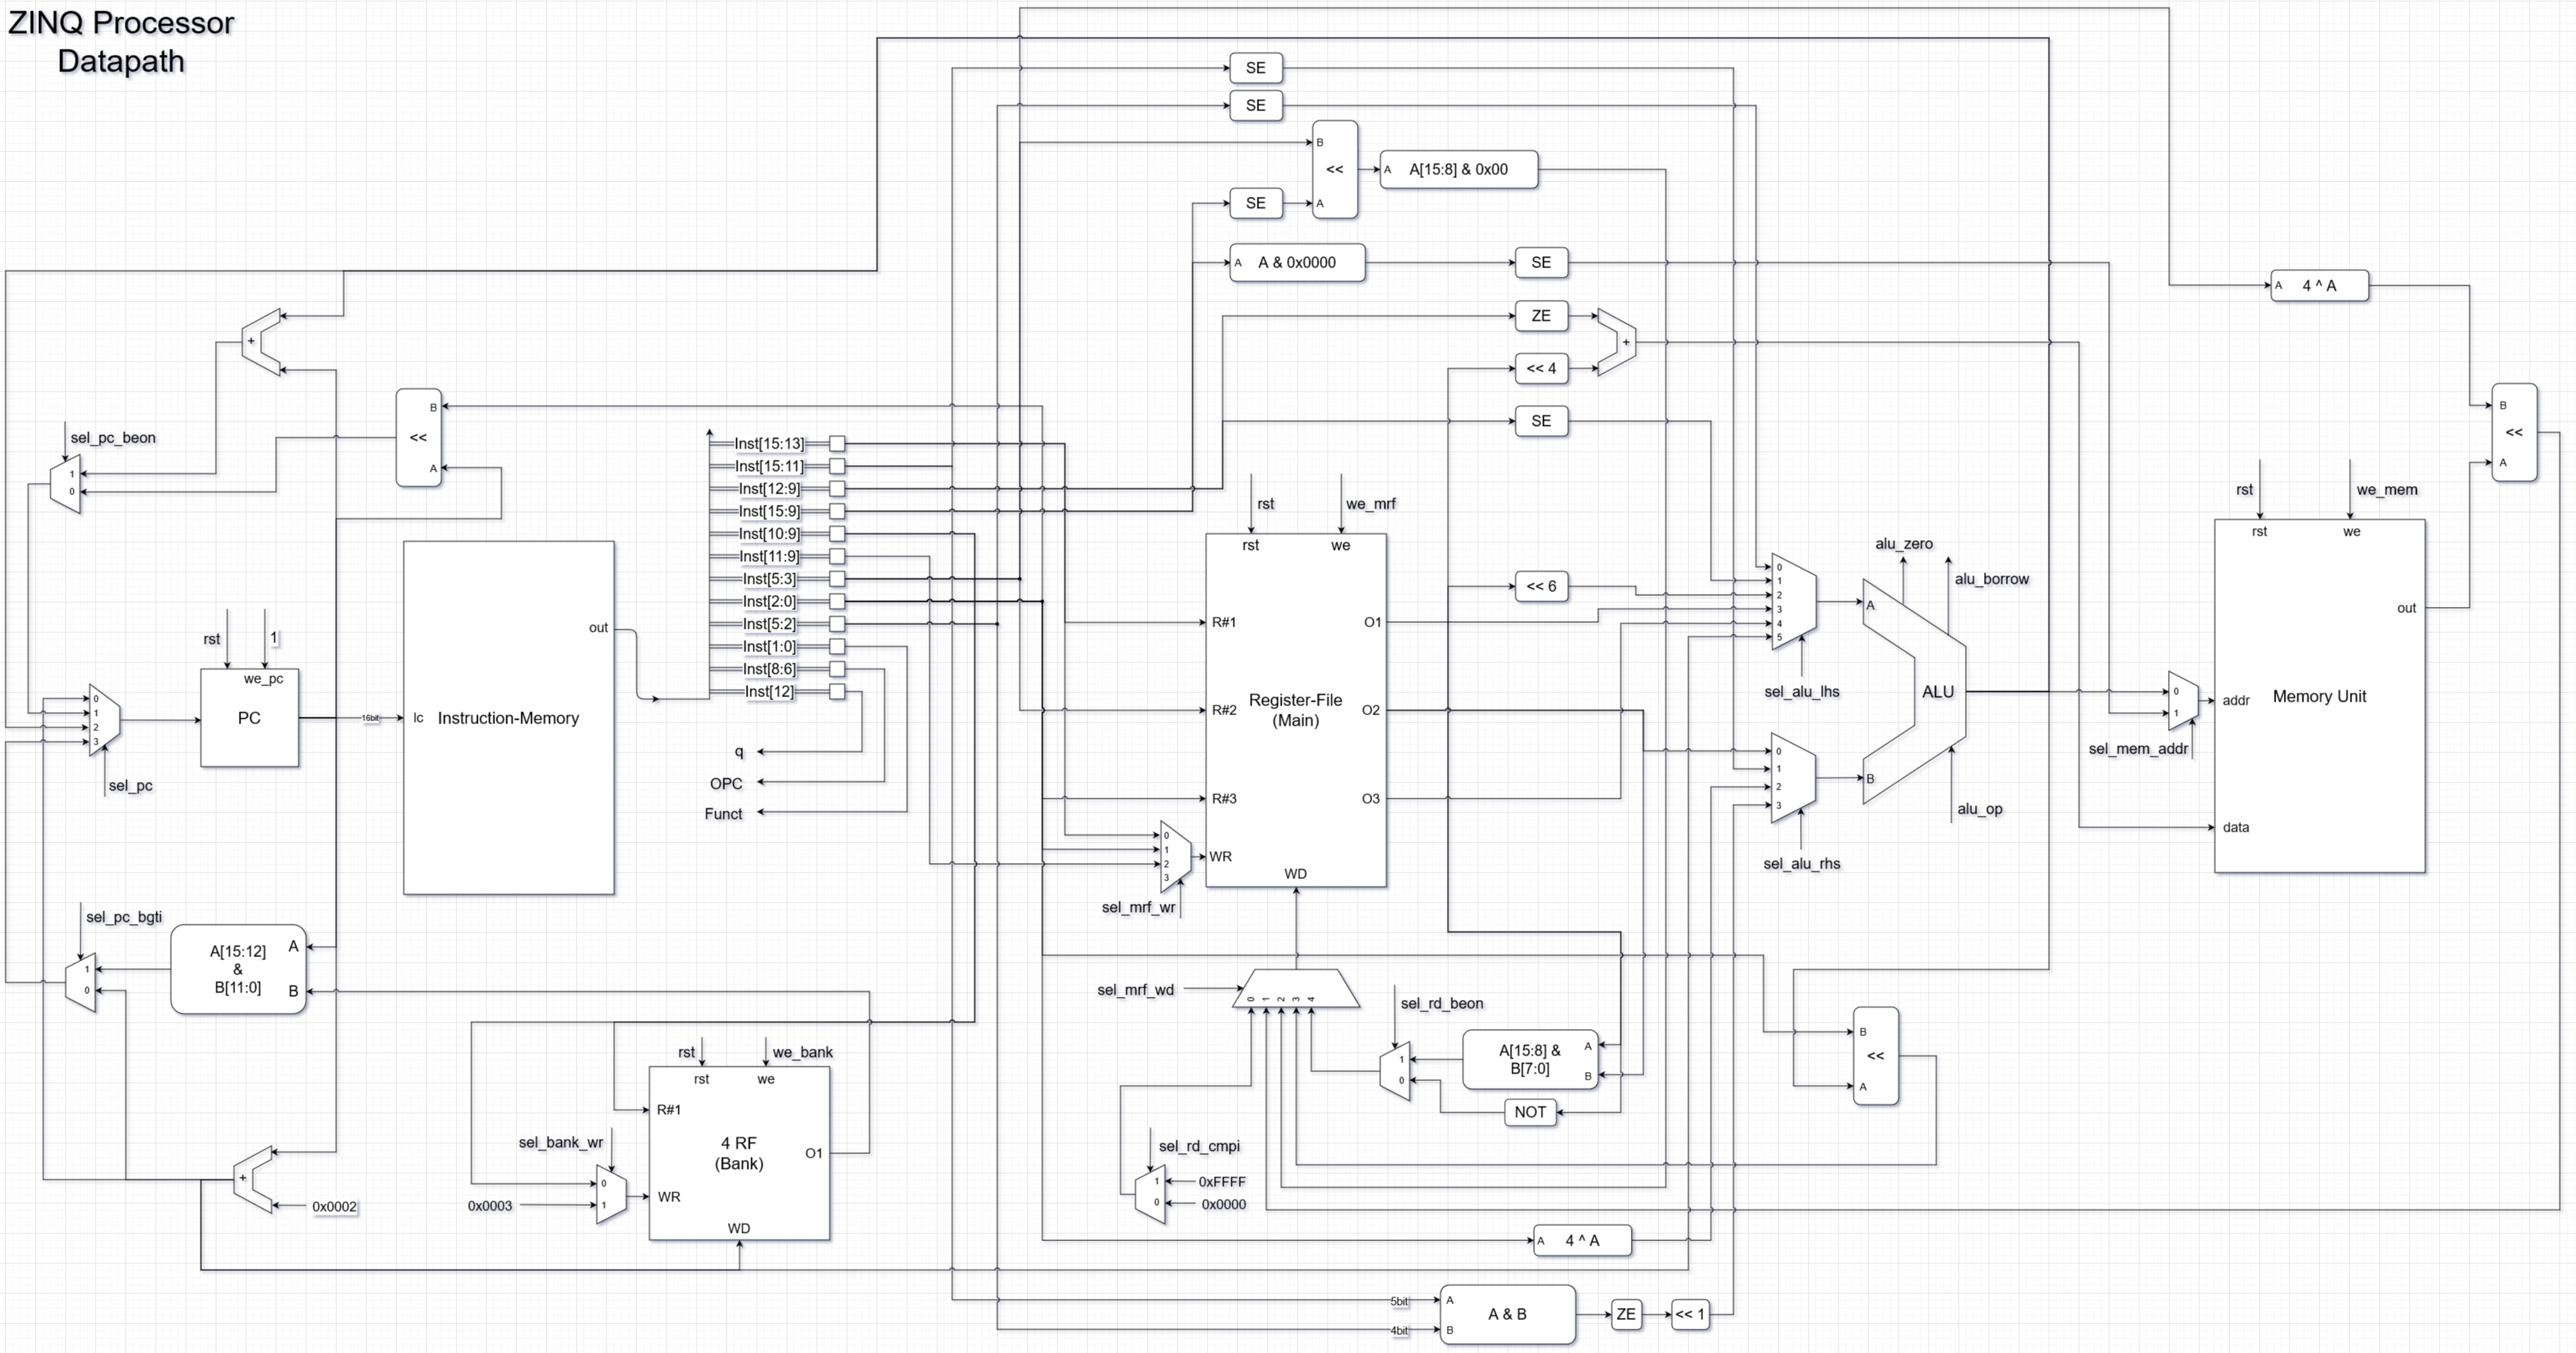 ZINQ Processor
Datapath
SE
SE
B
<<
A
A A[15:8] & 0x00
SE
A A & 0x0000
SE
A 4 ^ A
ZE
+
<< 4
SE
+
sel_pc_beon
1
0
B
<<
A
B
<<
A
Inst[15:13]
Inst[15:11]
Inst[12:9]
Inst[15:9]
Inst[10:9]
Inst[11:9]
Inst[5:3]
Inst[2:0]
Inst[5:2]
Inst[1:0]
Inst[8:6]
Inst[12]
q
OPC
Funct
rst
we_mrf
rst
we
R#1
R#2
R#3
WR
WD
O1
O2
O3
Register-File
(Main)
0
1
2
3
sel_mrf_wr
<< 6
0
1
2
3
4
5
sel_alu_lhs
0
1
2
3
sel_alu_rhs
alu_zero
alu_borrow
A
ALU
B
alu_op
rst
we_mem
rst
we
out
Memory Unit
addr
data
0
1
sel_mem_addr
0
1
2
3
sel_pc
rst
1
we_pc
PC
16bit
Ic
Instruction-Memory
out
sel_pc_bgti
1
0
A[15:12]
&
B[11:0]
A
B
+
0x0002
rst
we_bank
rst
we
R#1
4 RF
(Bank)
O1
WR
WD
sel_bank_wr
0
1
0x0003
sel_mrf_wd
0
1
2
3
4
sel_rd_beon
1
0
A[15:8] &
B[7:0]
A
B
NOT
sel_rd_cmpi
1
0
0xFFFF
0x0000
B
<<
A
A 4 ^ A
5bit
4bit
A
B
A & B
ZE
<< 1